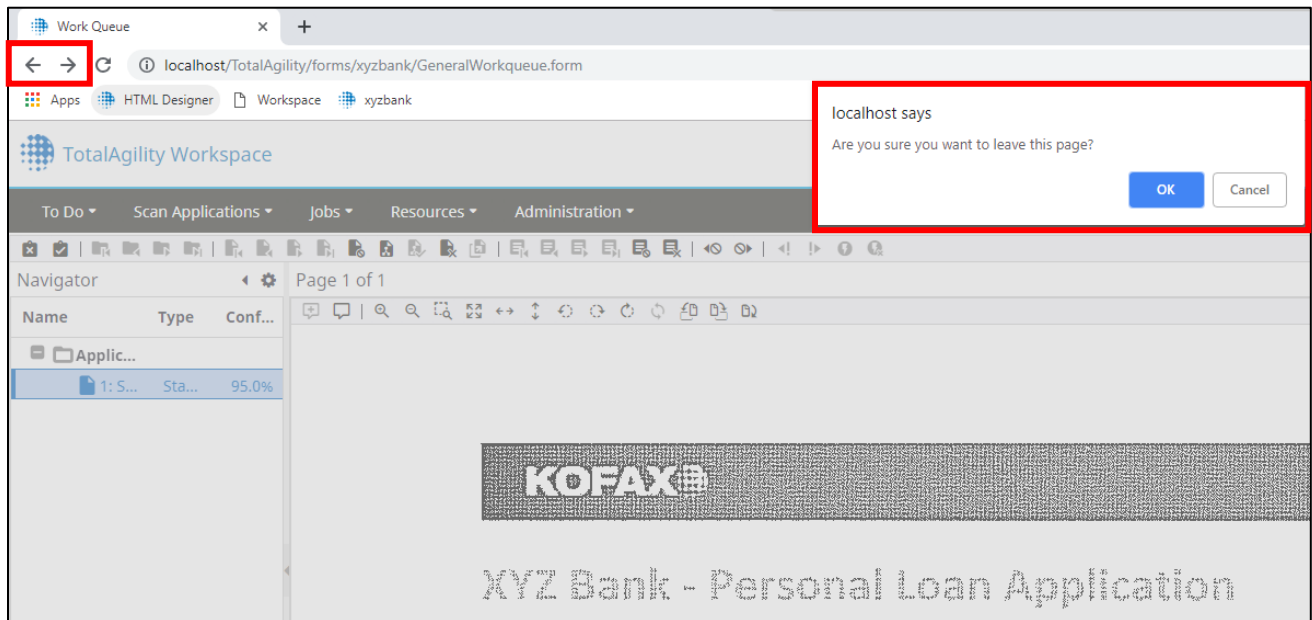 Work Queue
localhost/TotalAgility/forms/xyzbank/GeneralWorkqueue.form
Apps HTML Designer Workspace xyzbank
localhost says
Are you sure you want to leave this page?
OK Cancel
TotalAgility Workspace
To Do Scan Applications Jobs Resources Administration
Navigator Page 1 of 1
Name Type Conf...
Applic...
1: S... Sta... 95.0%
KOFAX
XYZ Bank - Personal Loan Application